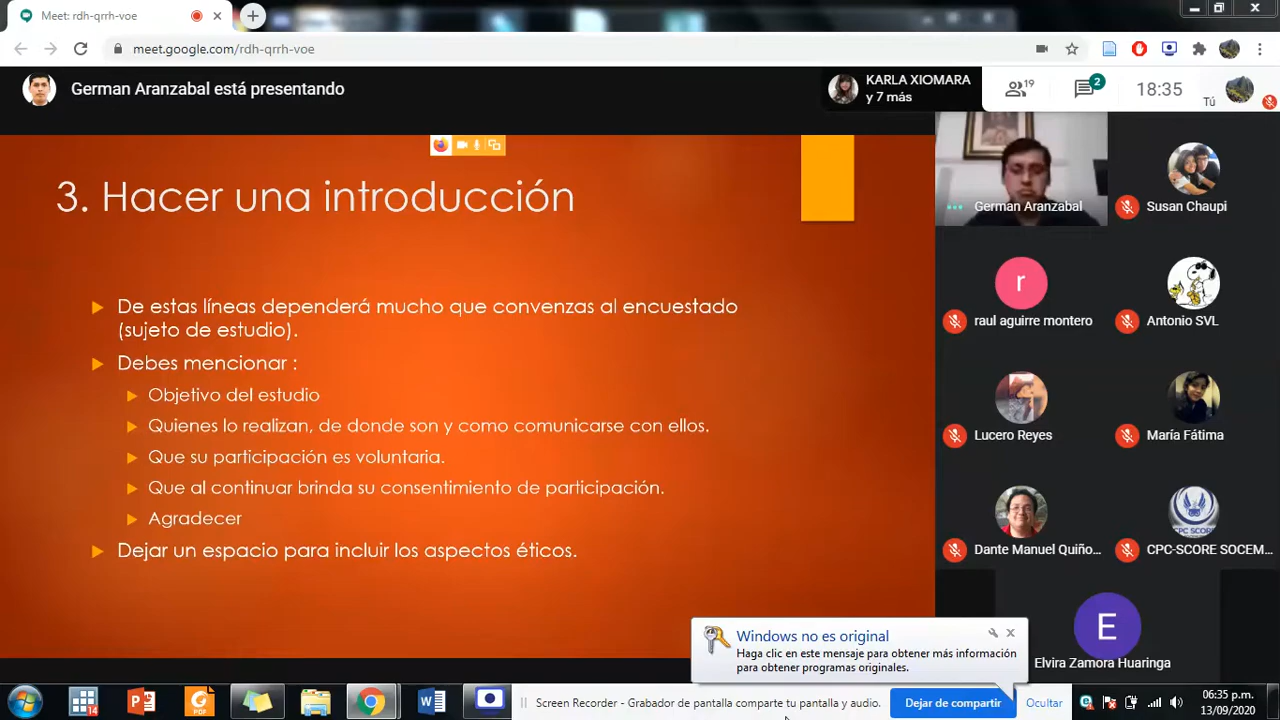 Meet: rdh-qrrh-voe
meet.google.com/rdh-qrrh-voe
German Aranzabal está presentando
KARLA XIOMARA
y 7 más
19
2
18:35
Tú
3. Hacer una introducción
De estas líneas dependerá mucho que convenzas al encuestado
(sujeto de estudio).
Debes mencionar :
Objetivo del estudio
Quienes lo realizan, de donde son y como comunicarse con ellos.
Que su participación es voluntaria.
Que al continuar brinda su consentimiento de participación.
Agradecer
Dejar un espacio para incluir los aspectos éticos.
German Aranzabal
Susan Chaupi
r
raul aguirre montero
Antonio SVL
Lucero Reyes
María Fátima
Dante Manuel Quiño...
CPC-SCORE SOCEM...
E
Elvira Zamora Huaringa
Windows no es original
Haga clic en este mensaje para obtener más información
para obtener programas originales.
14
PDF
Screen Recorder - Grabador de pantalla comparte tu pantalla y audio.
Dejar de compartir
Ocultar
06:35 p.m.
13/09/2020